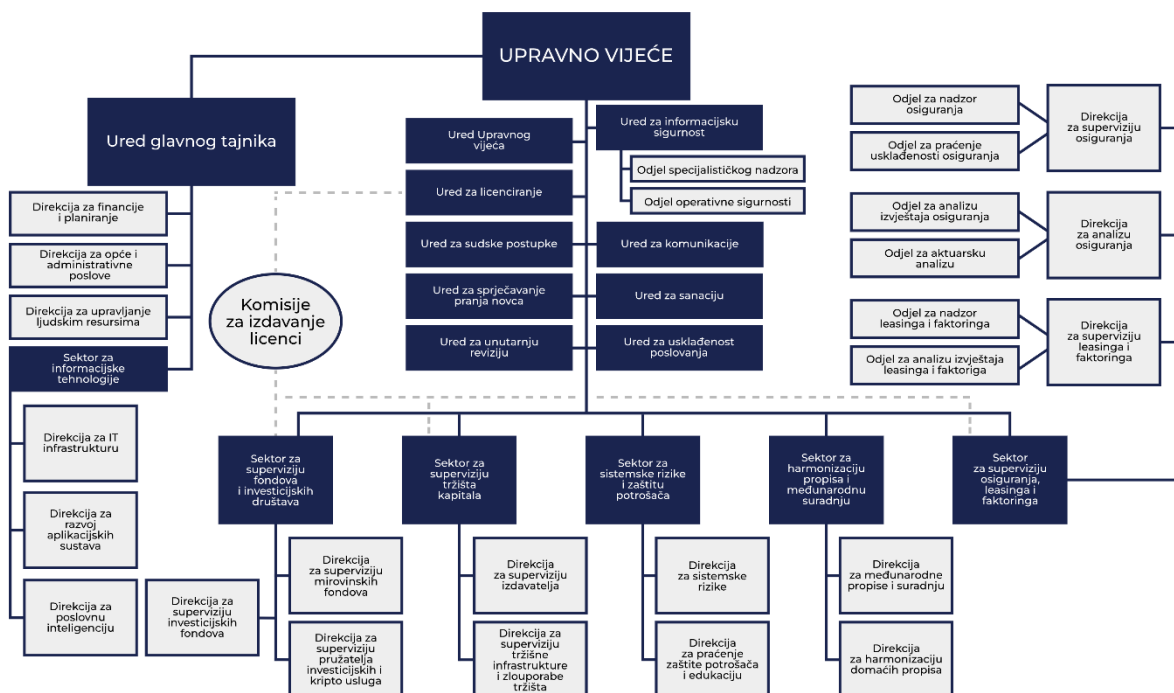 UPRAVNO VIJEĆE
Ured glavnog tajnika
Direkcija za financije
i planiranje
Direkcija za opće i
administrativne
poslove
Direkcija za upravljanje
ljudskim resursima
Sektor za
informacijske
tehnologije
Direkcija za IT
infrastrukturu
Direkcija za
razvoj
aplikacijskih
sustava
Direkcija za
poslovnu
inteligenciju
Komisije
za izdavanje
licenci
Ured Upravnog
vijeća
Ured za licenciranje
Ured za sudske postupke
Ured za sprječavanje
pranja novca
Ured za unutarnju
reviziju
Ured za informacijsku
sigurnost
Odjel specijalističkog nadzora
Odjel operativne sigurnosti
Ured za komunikacije
Ured za sanaciju
Ured za usklađenost
poslovanja
Odjel za nadzor
osiguranja
Odjel za praćenje
usklađenosti osiguranja
Direkcija
za superviziju
osiguranja
Odjel za analizu
izvještaja osiguranja
Odjel za aktuarsku
analizu
Direkcija
za analizu
osiguranja
Odjel za nadzor
leasinga i faktoringa
Odjel za analizu izvještaja
leasinga i faktoriga
Direkcija
za superviziju
leasinga i
faktoringa
Sektor za
superviziju
fondova
i investicijskih
društava
Direkcija
za superviziju
mirovinskih
fondova
Direkcija za
superviziju
investicijskih
fondova
Direkcija za
superviziju
pružatelja
investicijskih i
kripto usluga
Sektor za
superviziju
tržišta
kapitala
Direkcija
za superviziju
izdavatelja
Direkcija za
superviziju
tržišne
infrastrukture
i zlouporabe
tržišta
Sektor za
sistemske rizike
i zaštitu
potrošača
Direkcija
za sistemske
rizike
Direkcija
za praćenje
zaštite potrošača
i edukaciju
Sektor za
harmonizaciju
propisa i
međunarodnu
suradnju
Direkcija
za međunarodne
propise i suradnju
Direkcija
za harmonizaciju
domaćih propisa
Sektor
za superviziju
osiguranja,
leasinga i
faktoringa